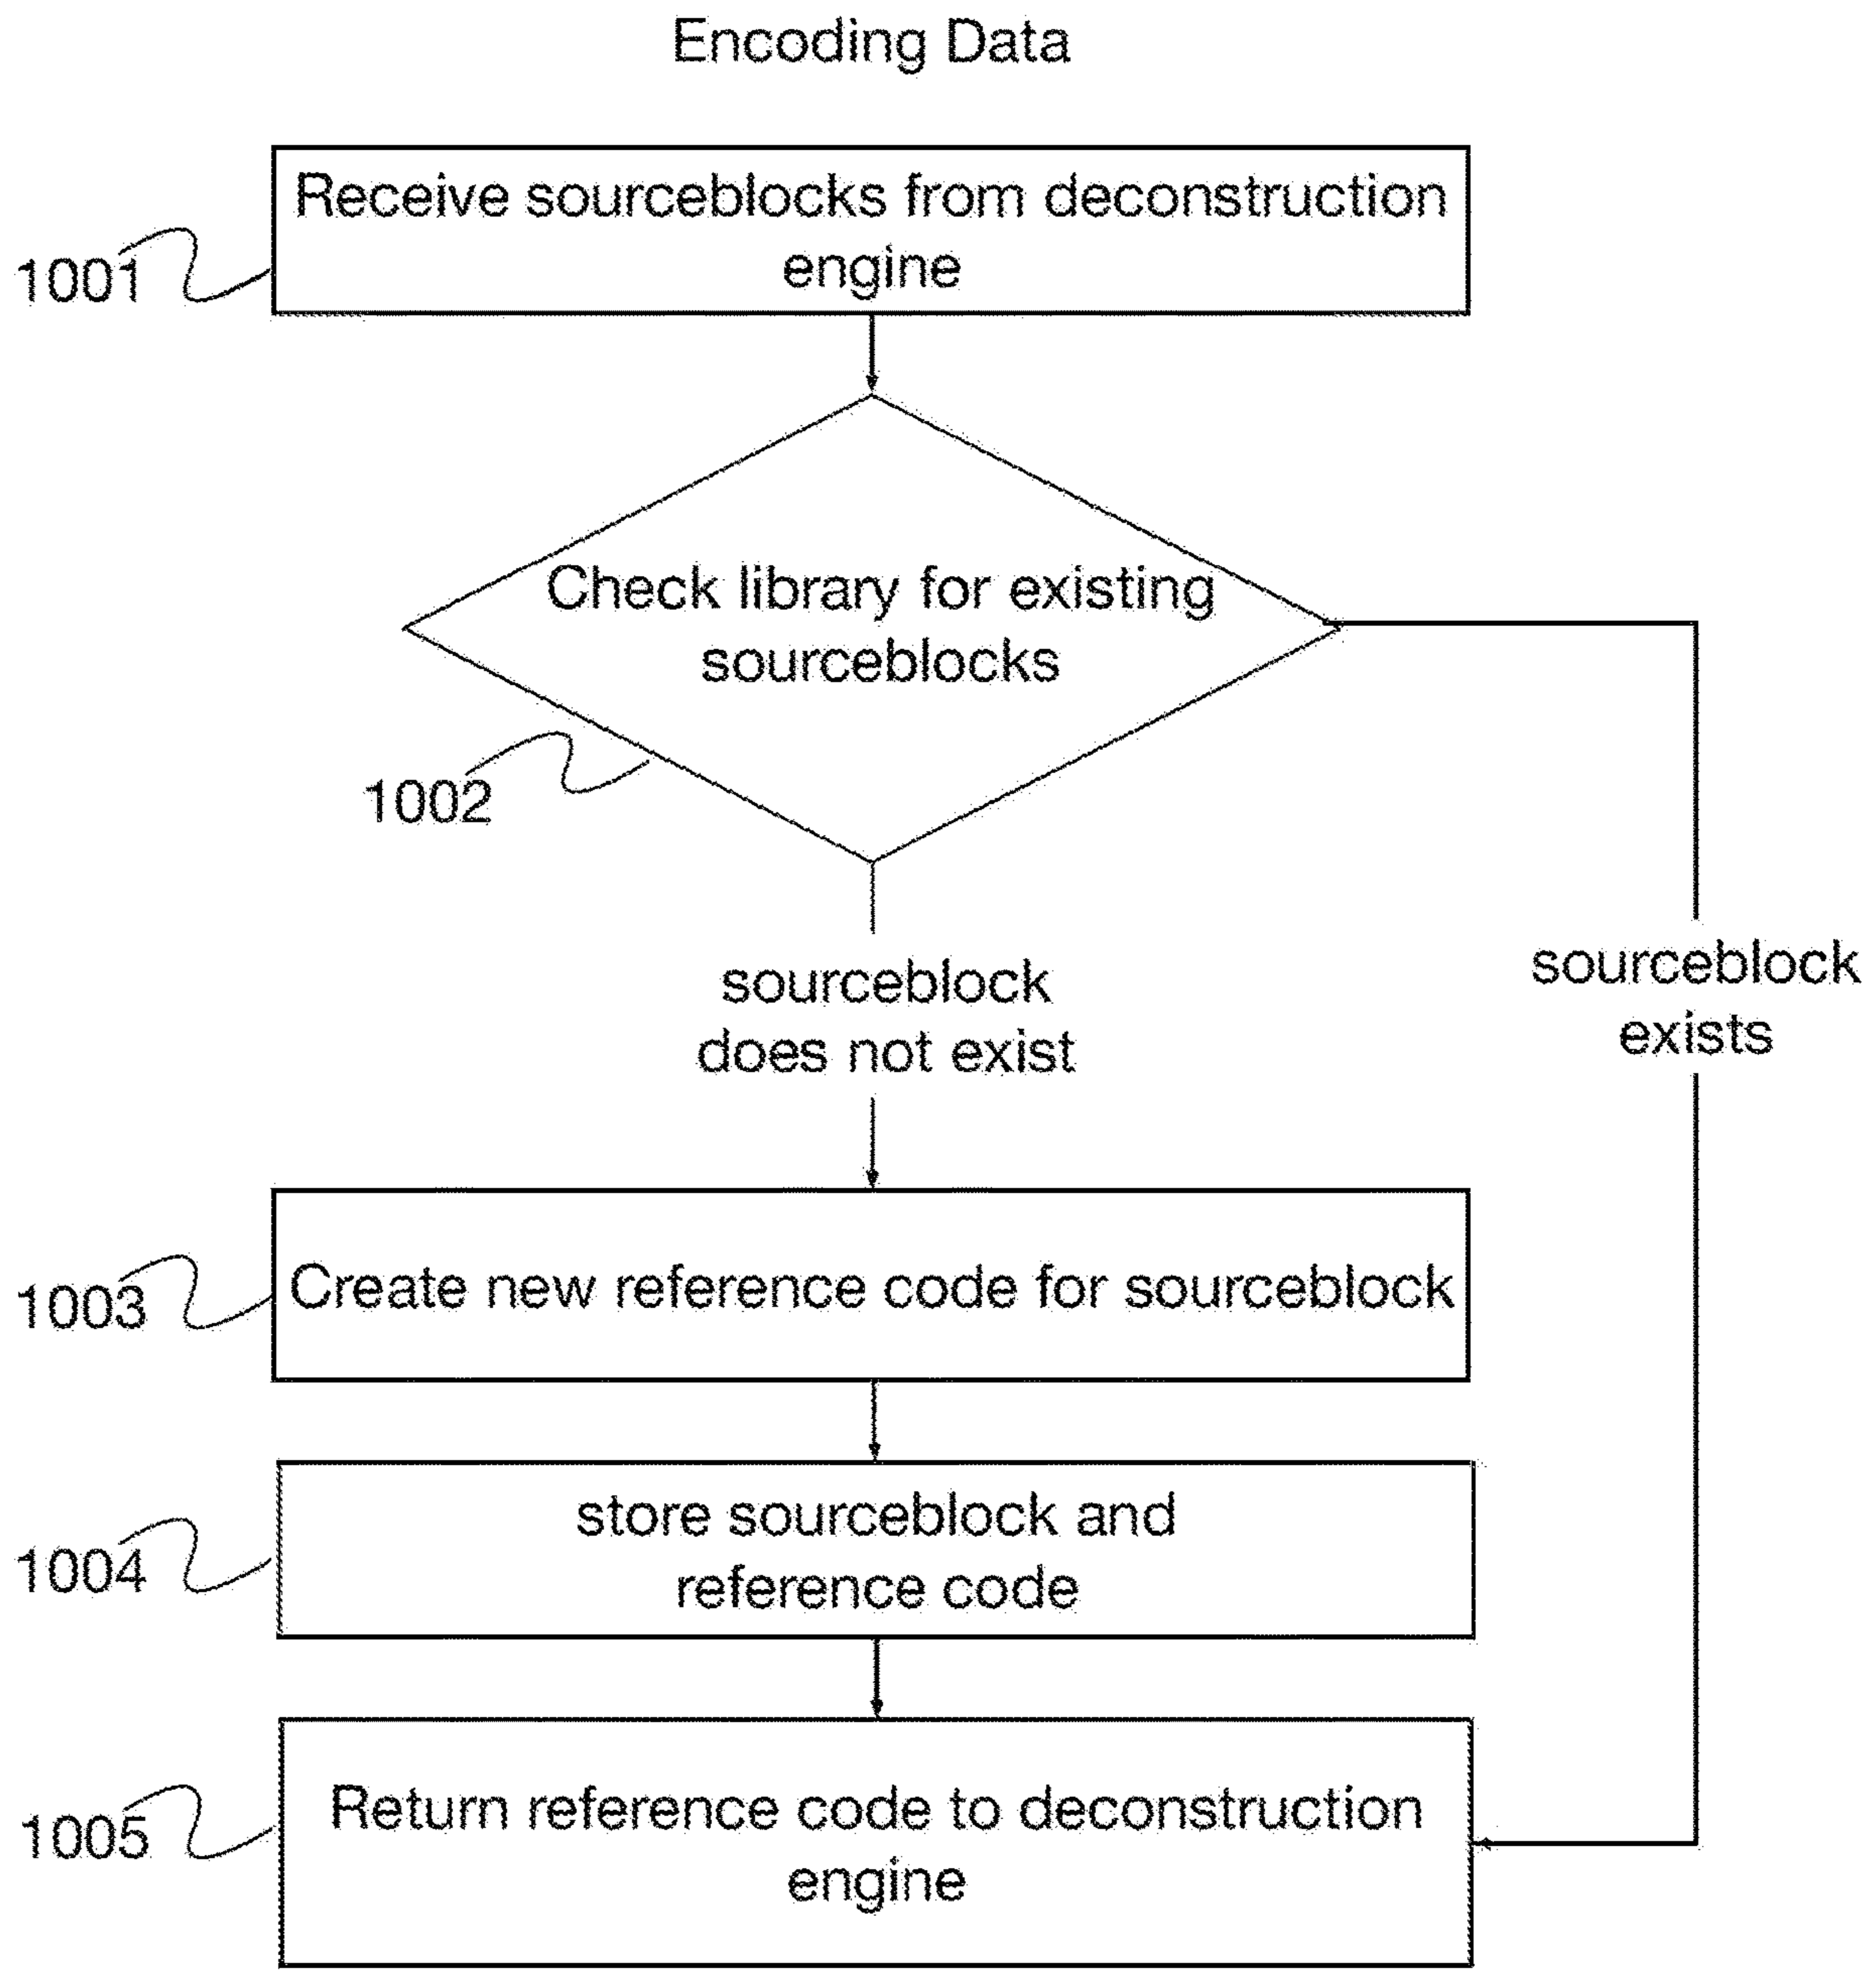 Encoding Data
Receive sourceblocks from deconstruction
engine
1001
Check library for existing
sourceblocks
1002
sourceblock
does not exist
sourceblock
exists
Create new reference code for sourceblock
1003
store sourceblock and
reference code
1004
Return reference code to deconstruction
engine
1005